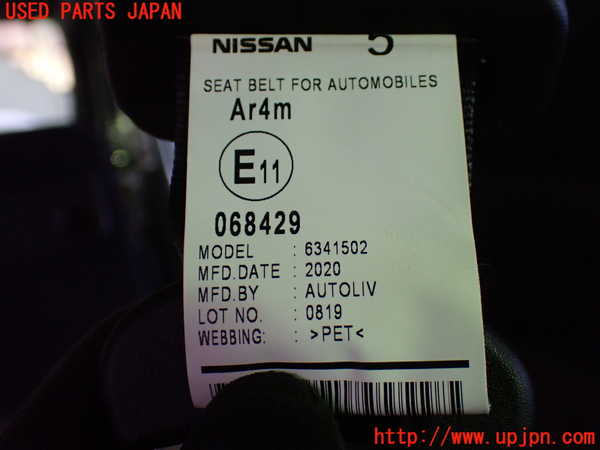 USED PARTS JAPAN
NISSAN 5
SEAT BELT FOR AUTOMOBILES
Ar4m
E11
068429
MODEL : 6341502
MFD.DATE : 2020
MFD.BY : AUTOLIV
LOT NO. : 0819
WEBBING: : >PET<
http://www.upjpn.com/